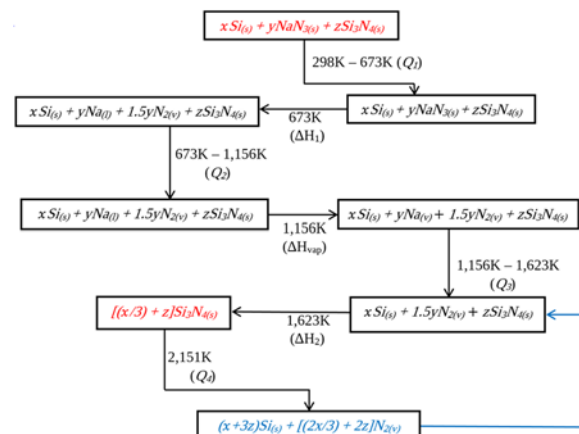 xSi(s) + yNaN3(s) + zSi3N4(s)
298K – 673K (Q1)
xSi(s) + yNa(l) + 1.5yN2(v) + zSi3N4(s)
673K
(ΔH1)
xSi(s) + yNaN3(s) + zSi3N4(s)
673K – 1,156K
(Q2)
xSi(s) + yNa(l) + 1.5yN2(v) + zSi3N4(s)
1,156K
(ΔHvap)
xSi(s) + yNa(v) + 1.5yN2(v) + zSi3N4(s)
1,156K – 1,623K
(Q3)
[(x/3) + z]Si3N4(s)
1,623K
(ΔH2)
xSi(s) + 1.5yN2(v) + zSi3N4(s)
2,151K
(Q4)
(x+3z)Si(s) + [(2x/3) + 2z]N2(v)